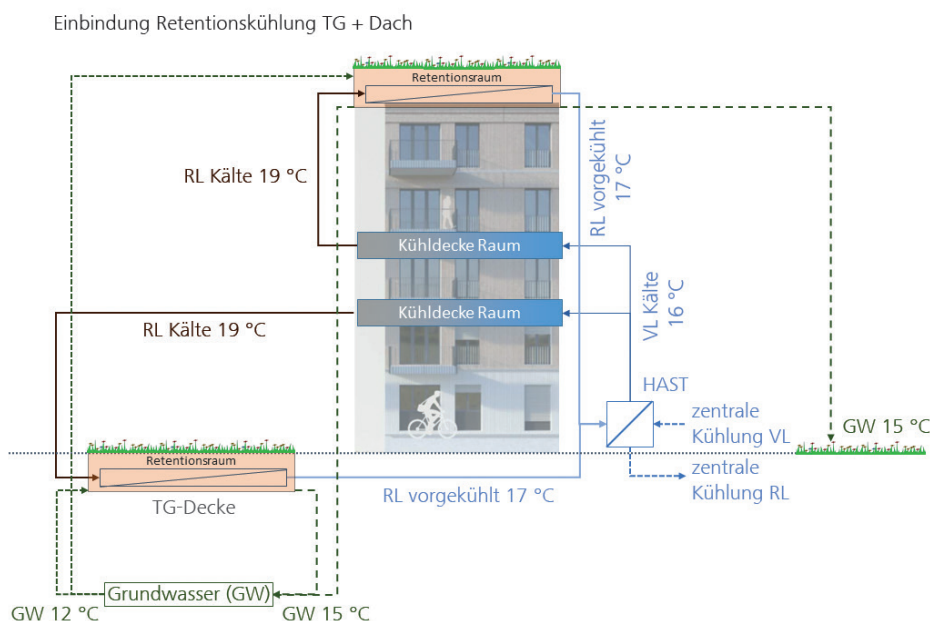 Einbindung Retentionskühlung TG + Dach
Retentionsraum
RL Kälte 19 °C
RL vorgekühlt
17 °C
Kühldecke Raum
Kühldecke Raum
RL Kälte 19 °C
VL Kälte
16 °C
HAST
zentrale
Kühlung VL
GW 15 °C
Retentionsraum
zentrale
Kühlung RL
RL vorgekühlt 17 °C
TG-Decke
Grundwasser (GW)
GW 12 °C
GW 15 °C